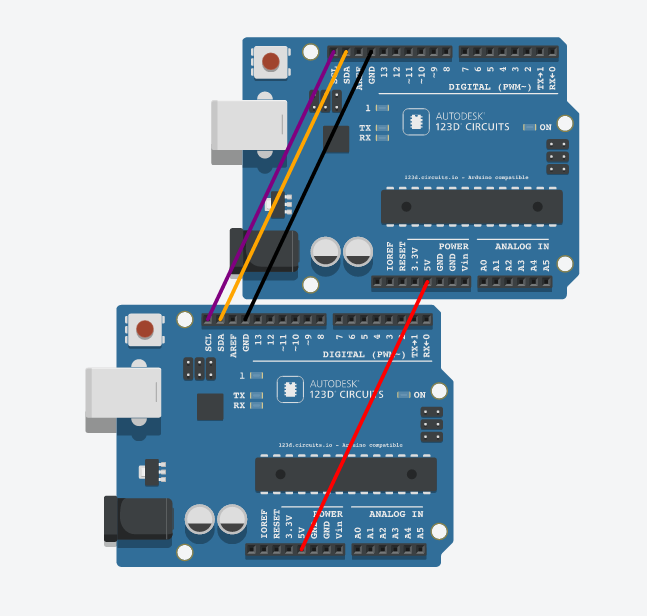 SCL
SDA
AREF
GND
13
12
~11
~10
~9
8
7
6
5
4
3
2
TX→1
RX←0
DIGITAL (PWM~)
1
TX
RX
AUTODESK
123D CIRCUITS
ON
123d.circuits.io - Arduino compatible
IOREF
RESET
3.3V
5V
GND
GND
Vin
POWER
ANALOG IN
A0
A1
A2
A3
A4
A5
SCL
SDA
AREF
GND
13
12
~11
~10
~9
8
7
6
5
4
3
2
TX→1
RX←0
DIGITAL (PWM~)
1
TX
RX
AUTODESK
123D CIRCUITS
ON
123d.circuits.io - Arduino compatible
IOREF
RESET
3.3V
5V
GND
GND
Vin
POWER
ANALOG IN
A0
A1
A2
A3
A4
A5